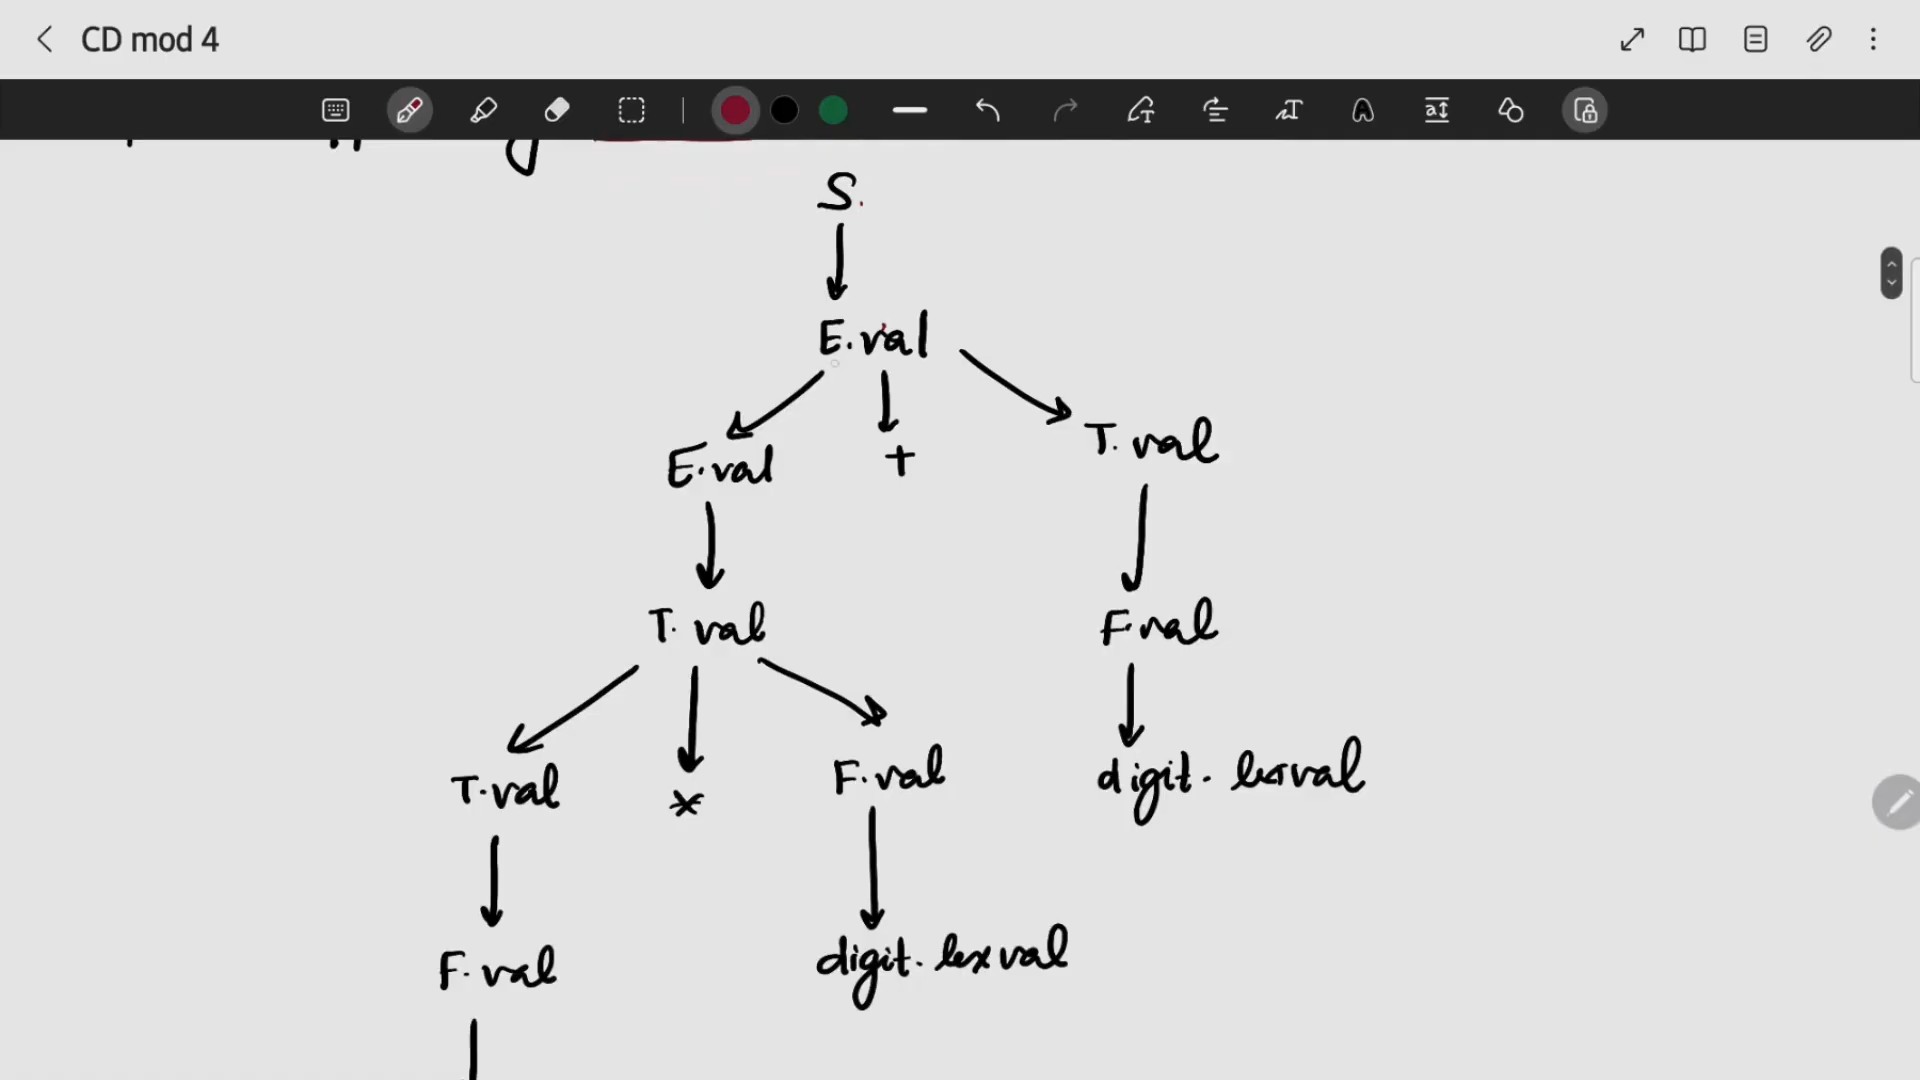 CD mod 4
S.
E.val
E.val + T.val
T.val F.val
T.val * F.val digit.lexval
F.val digit.lexval